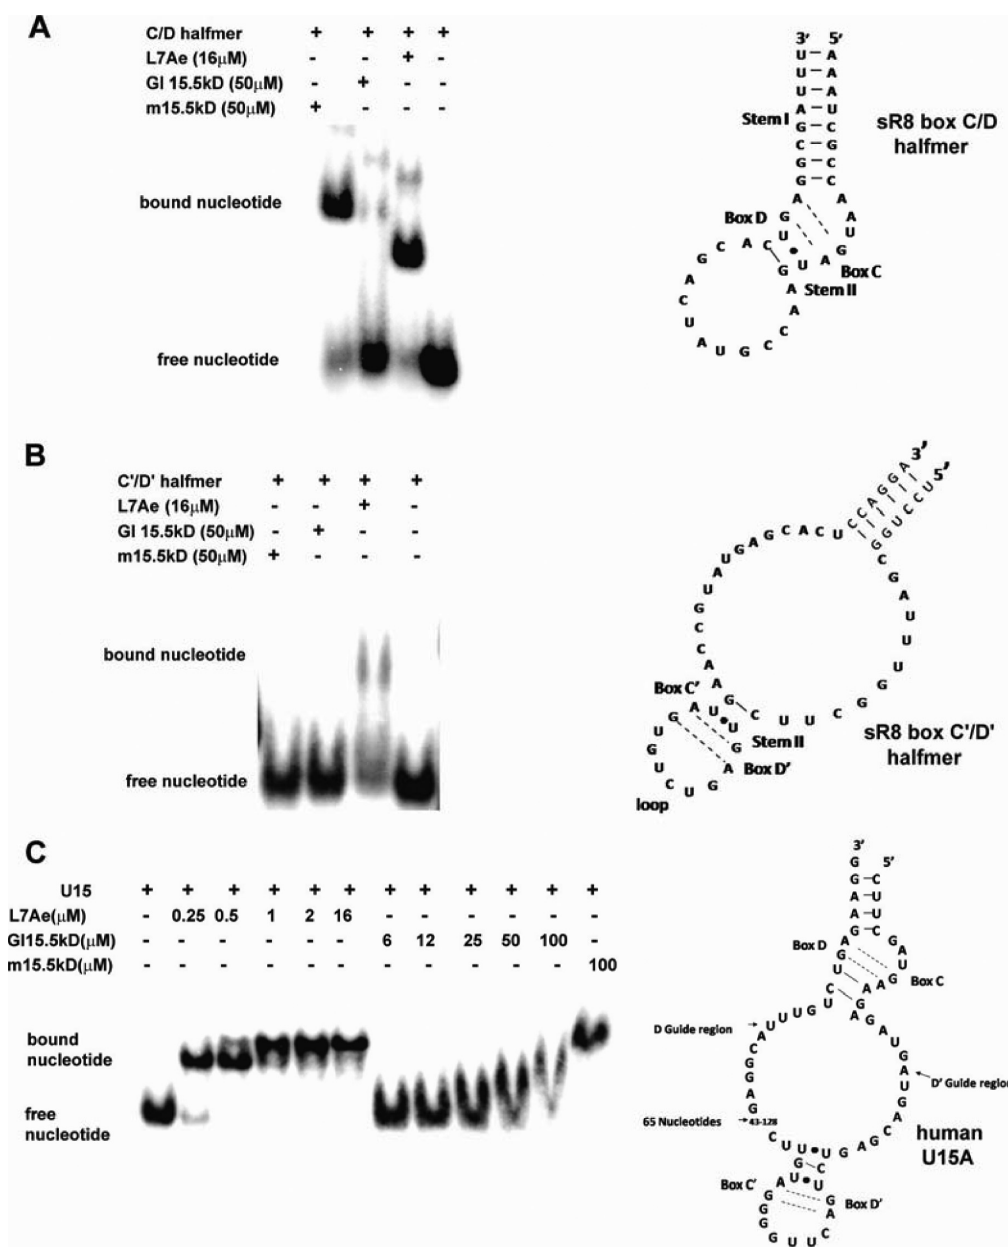 A
C/D halfmer + + + +
L7Ae (16μM) - - + -
Gl 15.5kD (50μM) - + - -
m15.5kD (50μM) + - - -
bound nucleotide
free nucleotide
3' 5'
U – A
U – A
U – A
Stem I A – U
G – C
C – G
G – C
G – C
sR8 box C/D
halfmer
A A
Box D G A
U U
C G
A A
C U Box C
G G
A Stem II
C A
U A
A C
U G C
B
C'/D' halfmer + + + +
L7Ae (16μM) - - + -
Gl 15.5kD (50μM) - + - -
m15.5kD (50μM) + - - -
bound nucleotide
free nucleotide
3'
5'
C C A G G A
G G U C C U
U A U G A G C A C U
G C C A A G
C G A U U U G G C U U C
Box C'
U
A
G
U
G
U
C
U
G
A
G
U
Stem II
Box D'
loop
sR8 box C'/D'
halfmer
C
U15 + + + + + + + + + + + +
L7Ae(μM) - 0.25 0.5 1 2 16 - - - - - -
Gl15.5kD(μM) - - - - - - 6 12 25 50 100 -
m15.5kD(μM) - - - - - - - - - - - 100
bound
nucleotide
free
nucleotide
3'
5'
G
G C
A – U
A – U
G – C
Box D A G
G A
U U
C G
A A
G A
Box C
D Guide region
A U U U G U
C G G A G
G A U G A U G A C G A G U
D' Guide region
65 Nucleotides
43-128
C U U G U
C U
human
U15A
Box C'
A G G G G U U C A G
Box D'